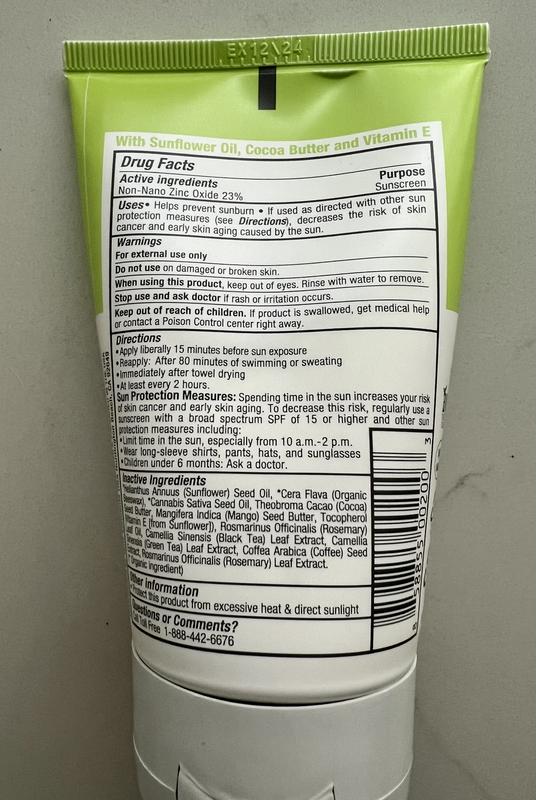 EX12\24
With Sunflower Oil, Cocoa Butter and Vitamin E
Drug Facts
Active ingredients Purpose
Non-Nano Zinc Oxide 23% Sunscreen
Uses• Helps prevent sunburn • If used as directed with other sun
protection measures (see Directions), decreases the risk of skin
cancer and early skin aging caused by the sun.
Warnings
For external use only
Do not use on damaged or broken skin.
When using this product, keep out of eyes. Rinse with water to remove.
Stop use and ask doctor if rash or irritation occurs.
Keep out of reach of children. If product is swallowed, get medical help
or contact a Poison Control center right away.
Directions
•Apply liberally 15 minutes before sun exposure
•Reapply: After 80 minutes of swimming or sweating
•Immediately after towel drying
•At least every 2 hours.
Sun Protection Measures: Spending time in the sun increases your risk
of skin cancer and early skin aging. To decrease this risk, regularly use a
sunscreen with a broad spectrum SPF of 15 or higher and other sun
protection measures including:
•Limit time in the sun, especially from 10 a.m.-2 p.m.
•Wear long-sleeve shirts, pants, hats, and sunglasses
•Children under 6 months: Ask a doctor.
Inactive Ingredients
*Helianthus Annuus (Sunflower) Seed Oil, *Cera Flava (Organic
Beeswax), *Cannabis Sativa Seed Oil, Theobroma Cacao (Cocoa)
Seed Butter, Mangifera Indica (Mango) Seed Butter, Tocopherol
(Vitamin E [from Sunflower]), Rosmarinus Officinalis (Rosemary)
Leaf Oil, Camellia Sinensis (Black Tea) Leaf Extract, Camellia
Sinensis (Green Tea) Leaf Extract, Coffea Arabica (Coffee) Seed
Extract, Rosmarinus Officinalis (Rosemary) Leaf Extract.
Organic ingredient)
Other information
Protect this product from excessive heat & direct sunlight
Questions or Comments?
Call Toll Free 1-888-442-6676
8 58855 00200 3